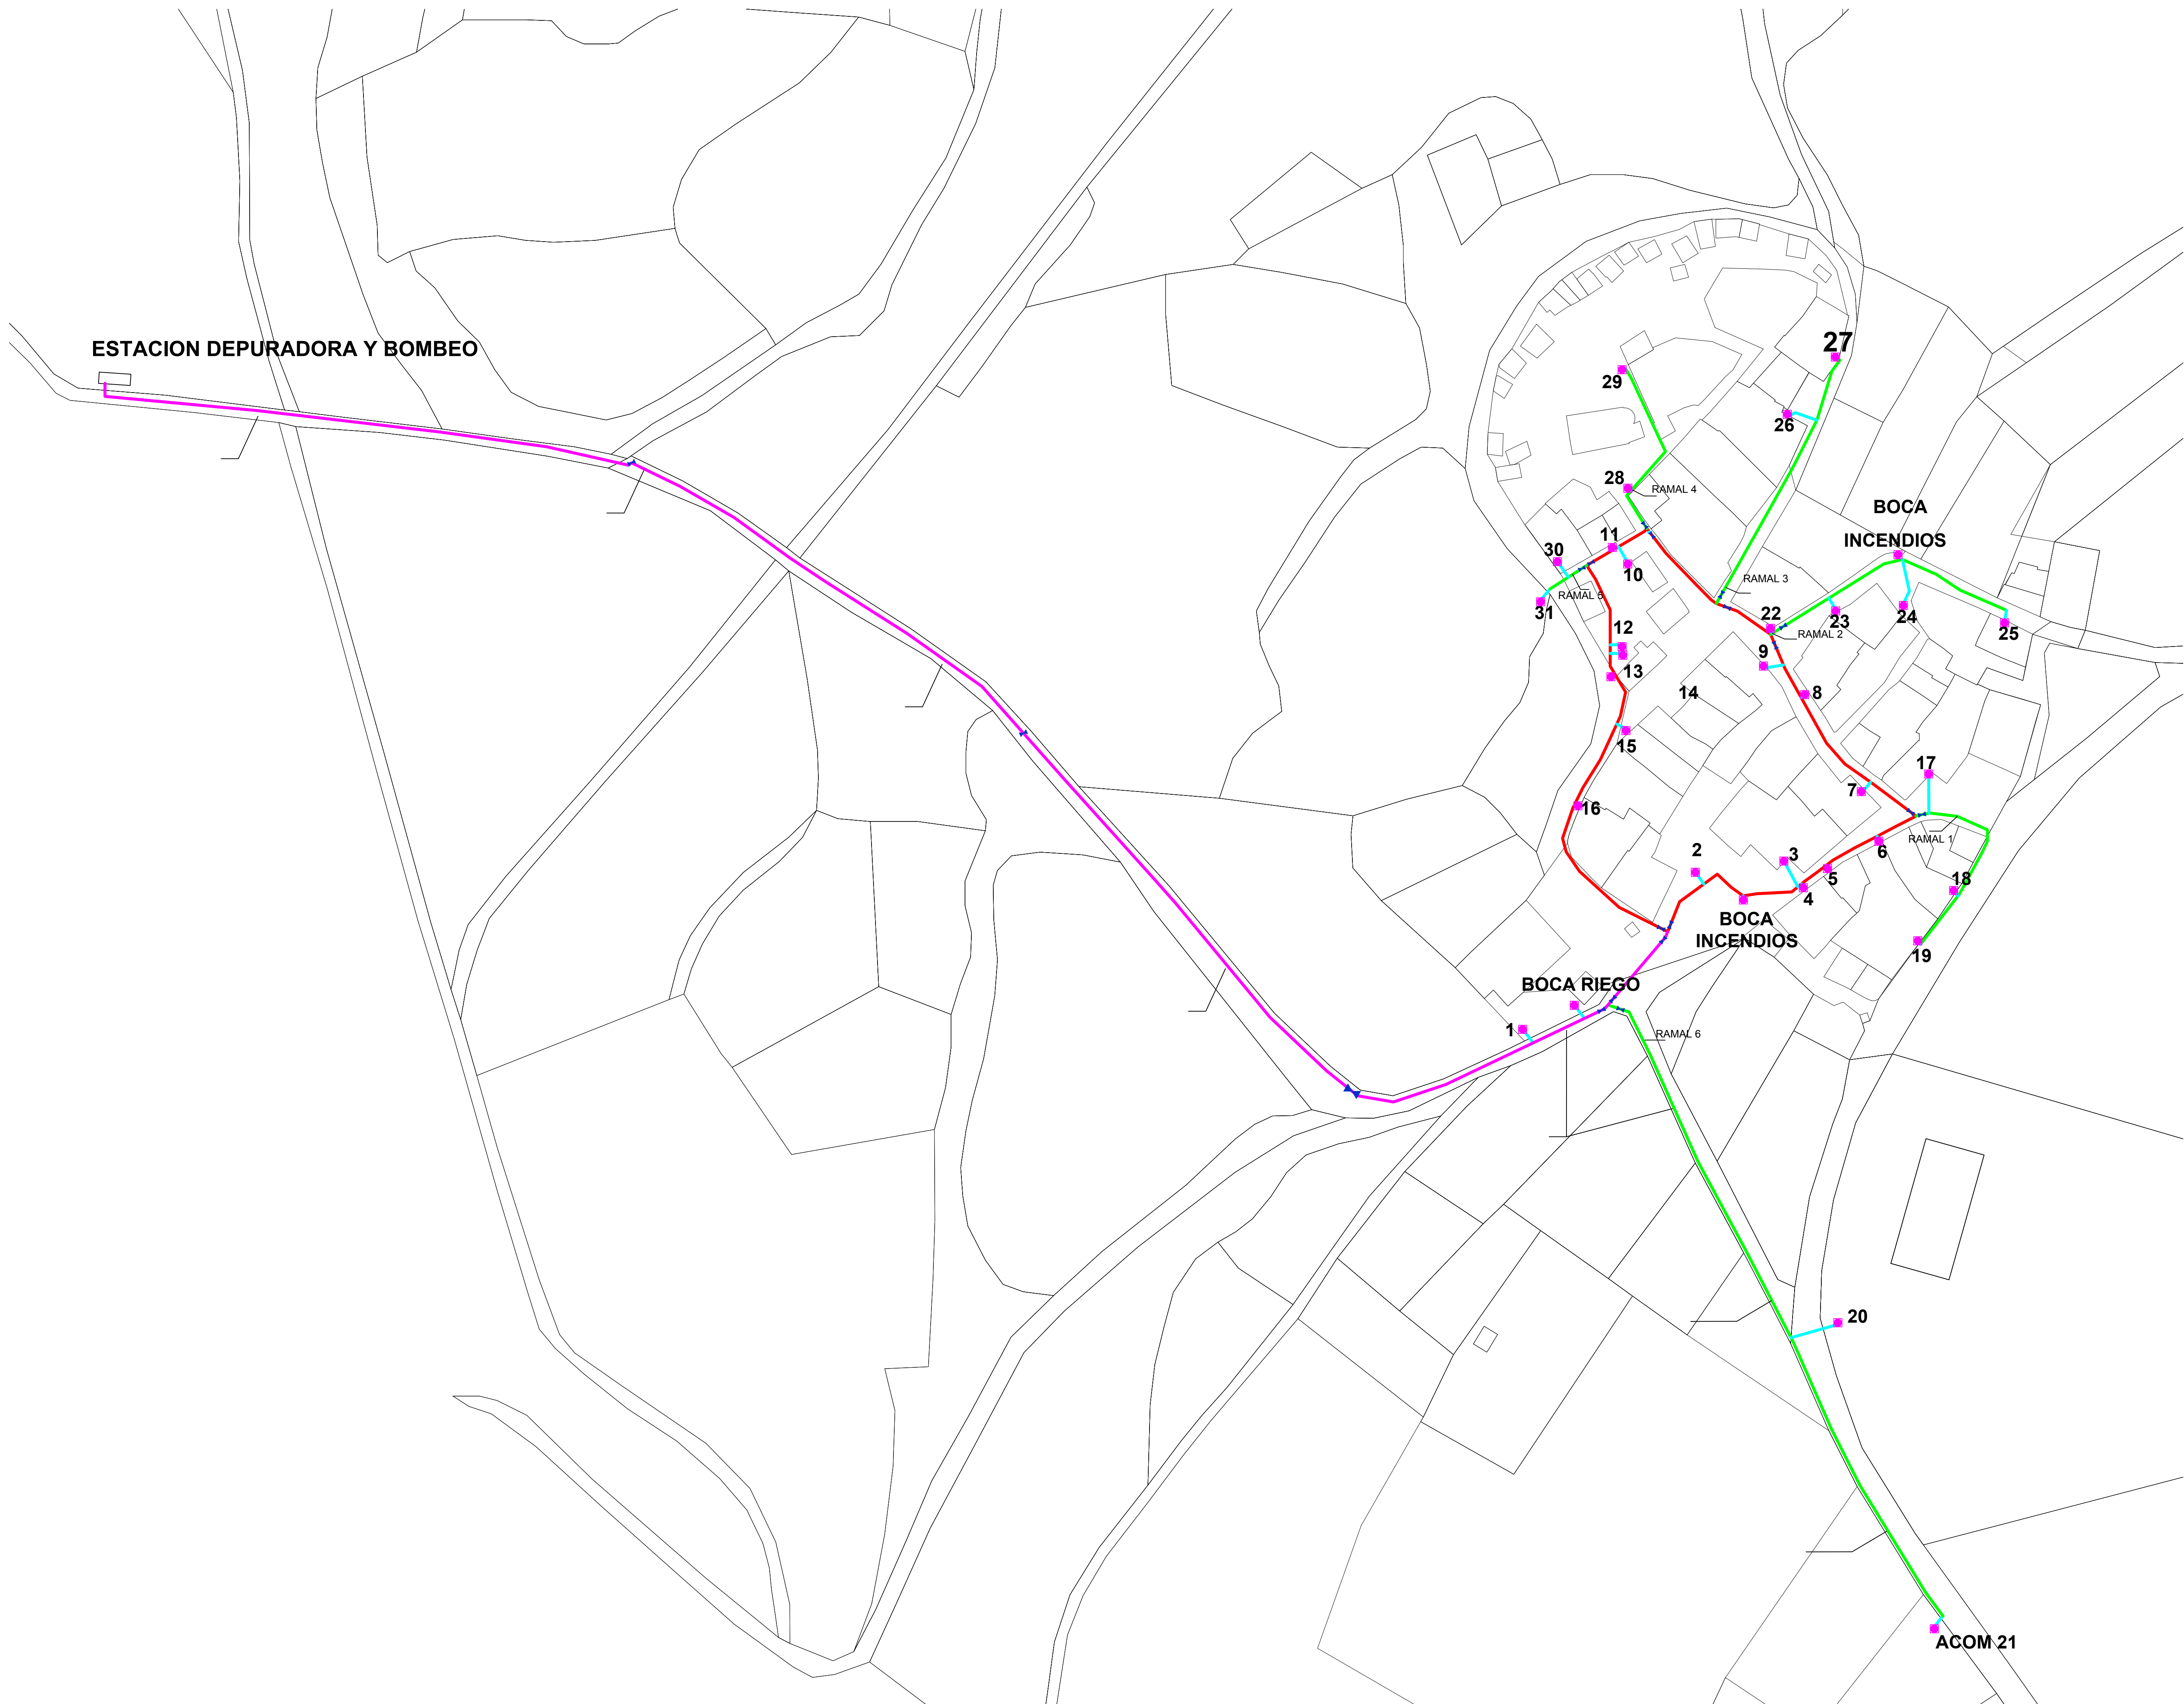 ESTACION DEPURADORA Y BOMBEO
27
29
26
28
RAMAL 4
BOCA
INCENDIOS
11
30
10
RAMAL 3
RAMAL 5
31
22
23
24
25
RAMAL 2
12
9
13
14
8
15
17
7
16
RAMAL 1
6
2
3
5
4
18
BOCA
INCENDIOS
19
BOCA RIEGO
1
RAMAL 6
20
ACOM 21